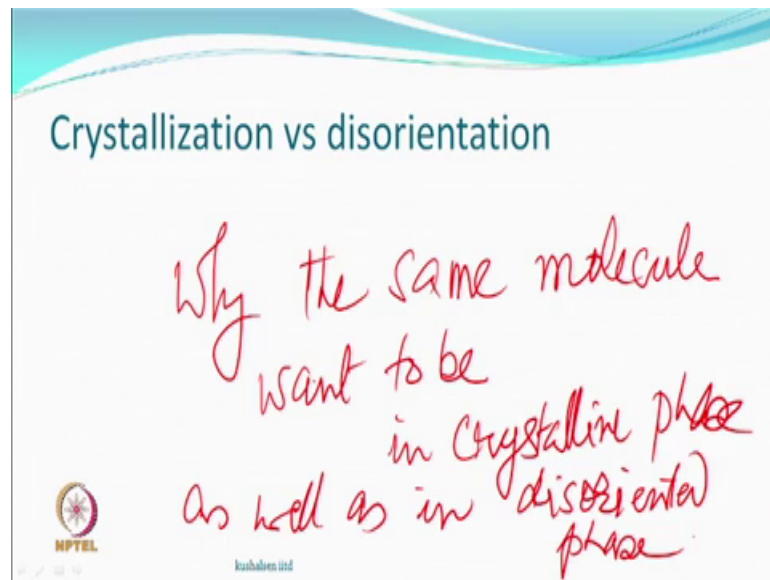 Crystallization vs disorientation
Why the same molecule
want to be
in crystalline phase
as well as in disoriented
phase.
NPTEL
kushalsen iitd